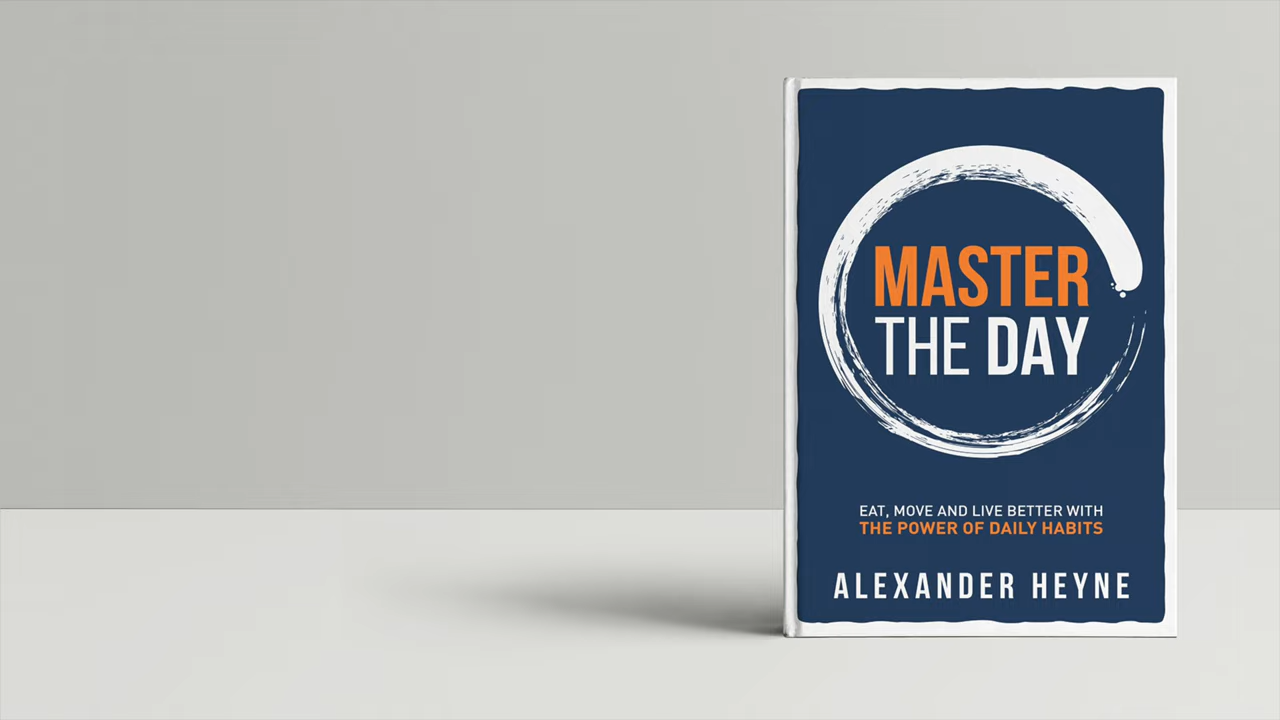 MASTER
THE DAY
EAT, MOVE AND LIVE BETTER WITH
THE POWER OF DAILY HABITS
ALEXANDER HEYNE